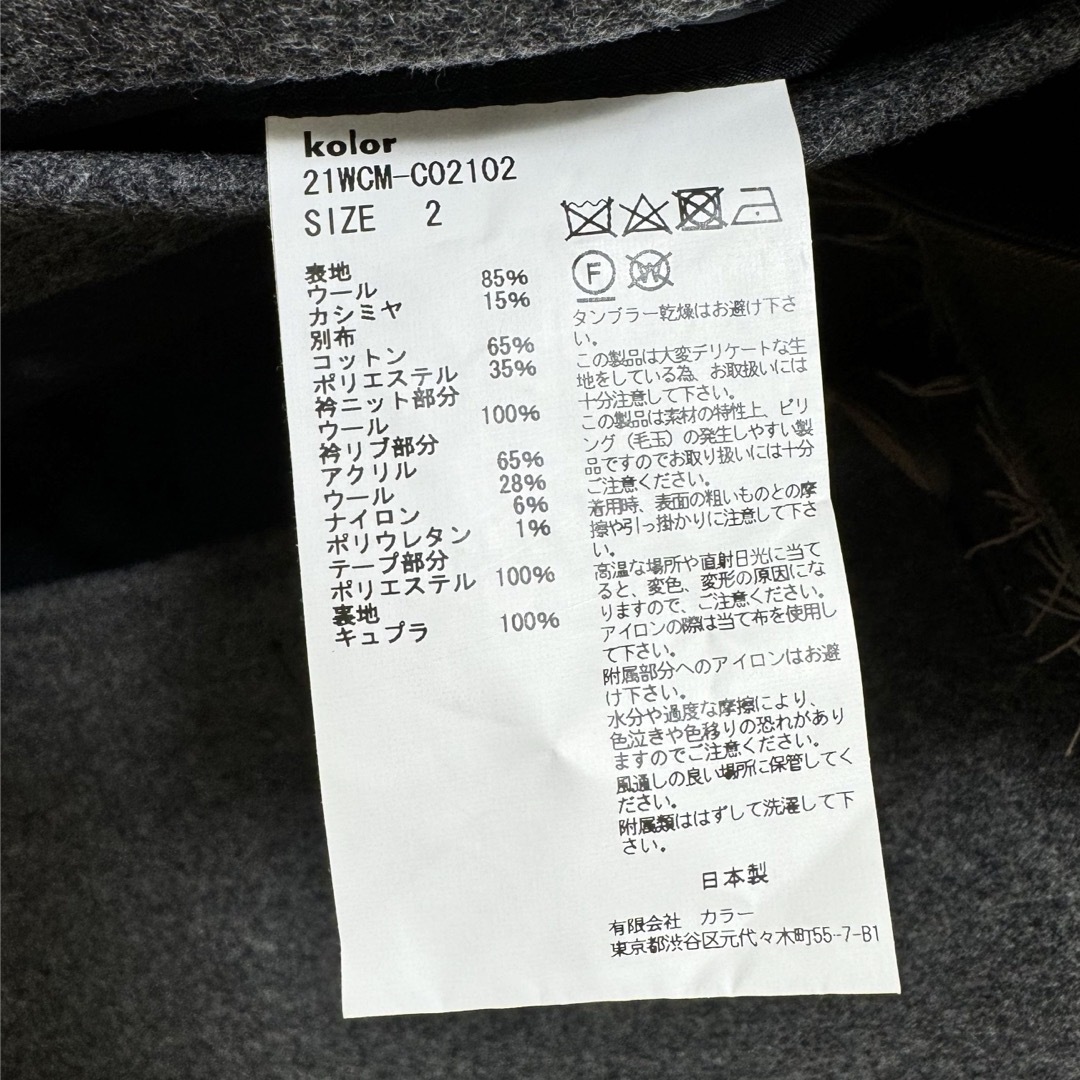 kolor
21WCM-C02102
SIZE 2
表地
ウール 85%
カシミヤ 15%
別布
コットン 65%
ポリエステル 35%
衿ニット部分
ウール 100%
衿リブ部分
アクリル 65%
ウール 28%
ナイロン 6%
ポリウレタン 1%
テープ部分
ポリエステル 100%
裏地
キュプラ 100%
F
W
タンブラー乾燥はお避け下さ
い。
この製品は大変デリケートな生
地をしている為、お取扱いには
十分注意して下さい。
この製品は素材の特性上、ピリ
ング(毛玉)の発生しやすい製
品ですのでお取り扱いには十分
ご注意ください。
着用時、表面の粗いものとの摩
擦や引っ掛かりに注意して下さ
い。
高温な場所や直射日光に当て
ると、変色、変形の原因にな
りますので、ご注意ください。
アイロンの際は当て布を使用し
て下さい。
附属部分へのアイロンはお避
け下さい。
水分や過度な摩擦により、
色泣きや色移りの恐れがあり
ますのでご注意ください。
風通しの良い場所に保管してく
ださい。
附属類ははずして洗濯して下
さい。
日本製
有限会社 カラー
東京都渋谷区元代々木町55-7-B1